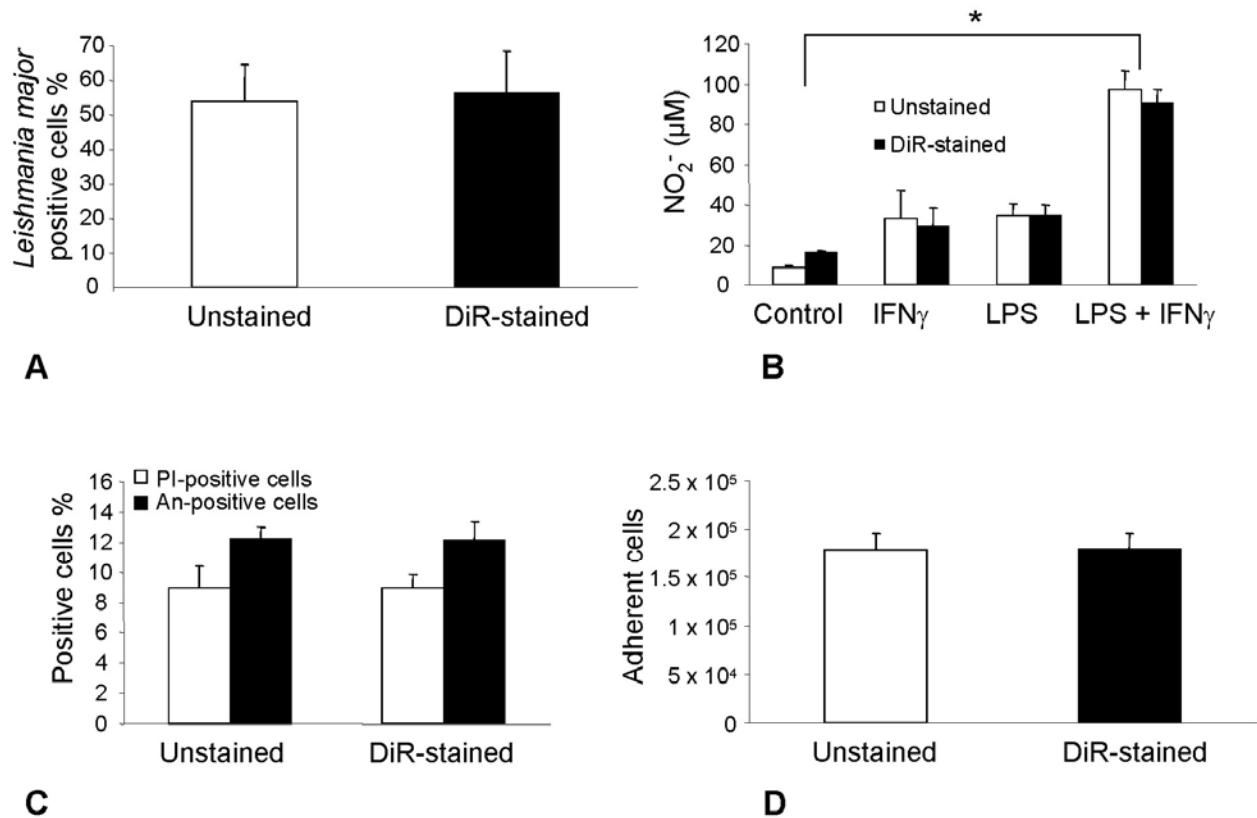 Leishmania major
positive cells %
70
60
50
40
30
20
10
0
Unstained
DiR-stained
A
*
NO₂⁻ (µM)
120
100
80
60
40
20
0
Unstained
DiR-stained
Control
IFNγ
LPS
LPS + IFNγ
B
Positive cells %
16
14
12
10
8
6
4
2
0
PI-positive cells
An-positive cells
Unstained
DiR-stained
C
Adherent cells
2.5 x 10⁵
2 x 10⁵
1.5 x 10⁵
1 x 10⁵
5 x 10⁴
0
Unstained
DiR-stained
D